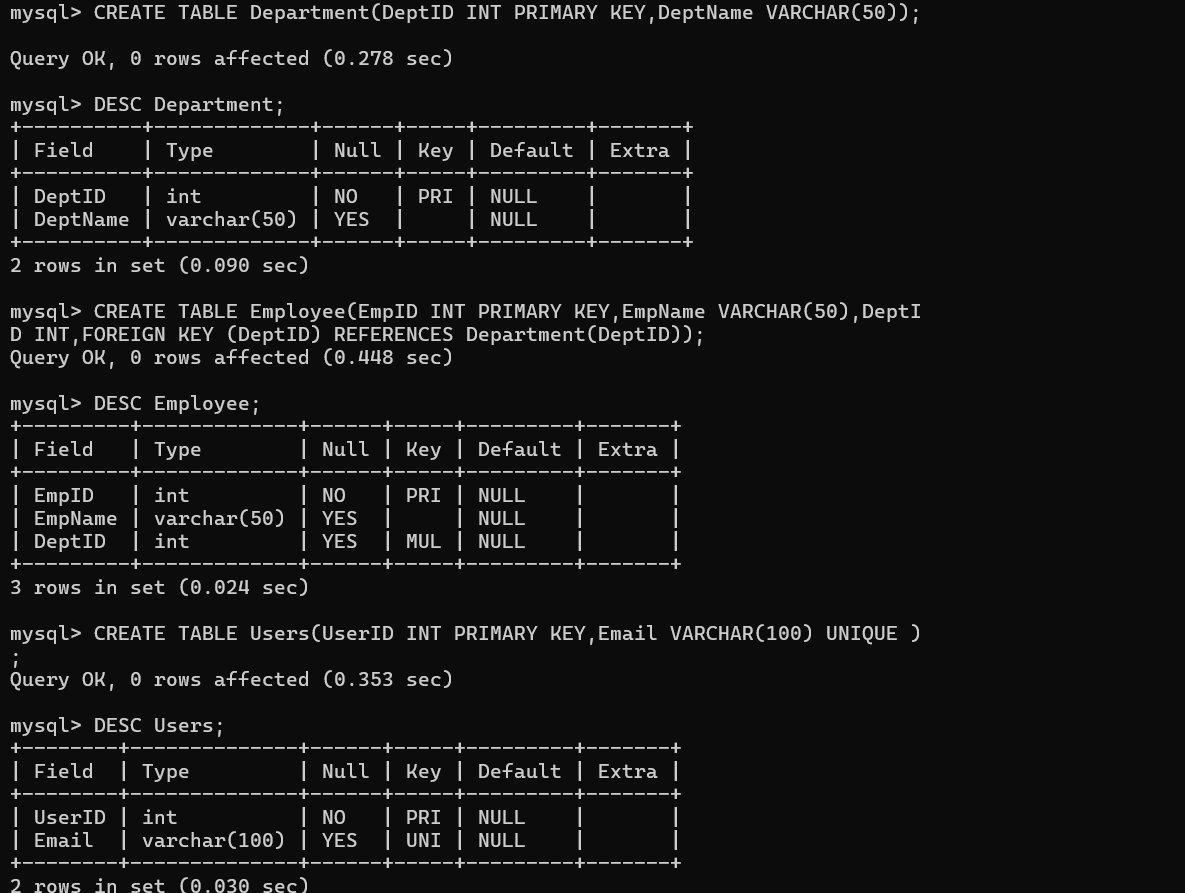 mysql> CREATE TABLE Department(DeptID INT PRIMARY KEY,DeptName VARCHAR(50));
Query OK, 0 rows affected (0.278 sec)
mysql> DESC Department;
+----------+-------------+------+-----+---------+-------+
| Field    | Type        | Null | Key | Default | Extra |
+----------+-------------+------+-----+---------+-------+
| DeptID   | int         | NO   | PRI | NULL    |       |
| DeptName | varchar(50) | YES  |     | NULL    |       |
+----------+-------------+------+-----+---------+-------+
2 rows in set (0.090 sec)
mysql> CREATE TABLE Employee(EmpID INT PRIMARY KEY,EmpName VARCHAR(50),DeptI
D INT,FOREIGN KEY (DeptID) REFERENCES Department(DeptID));
Query OK, 0 rows affected (0.448 sec)
mysql> DESC Employee;
+---------+-------------+------+-----+---------+-------+
| Field   | Type        | Null | Key | Default | Extra |
+---------+-------------+------+-----+---------+-------+
| EmpID   | int         | NO   | PRI | NULL    |       |
| EmpName | varchar(50) | YES  |     | NULL    |       |
| DeptID  | int         | YES  | MUL | NULL    |       |
+---------+-------------+------+-----+---------+-------+
3 rows in set (0.024 sec)
mysql> CREATE TABLE Users(UserID INT PRIMARY KEY,Email VARCHAR(100) UNIQUE )
;
Query OK, 0 rows affected (0.353 sec)
mysql> DESC Users;
+--------+--------------+------+-----+---------+-------+
| Field  | Type         | Null | Key | Default | Extra |
+--------+--------------+------+-----+---------+-------+
| UserID | int          | NO   | PRI | NULL    |       |
| Email  | varchar(100) | YES  | UNI | NULL    |       |
+--------+--------------+------+-----+---------+-------+
2 rows in set (0.030 sec)